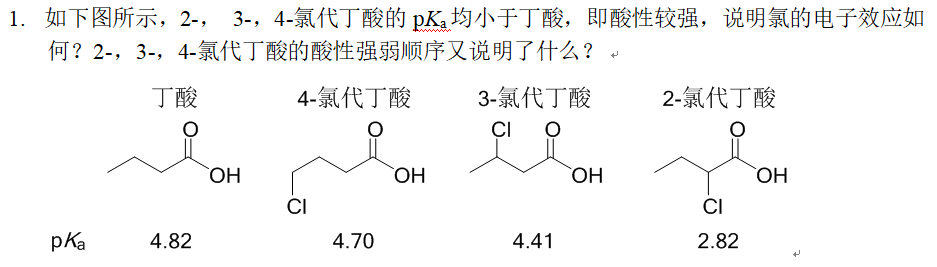 1. 如下图所示，2-， 3-，4-氯代丁酸的 pKa 均小于丁酸，即酸性较强，说明氯的电子效应如
何？2-，3-，4-氯代丁酸的酸性强弱顺序又说明了什么？
丁酸 4-氯代丁酸 3-氯代丁酸 2-氯代丁酸
O O Cl O O
OH OH OH OH
Cl Cl
pKa 4.82 4.70 4.41 2.82